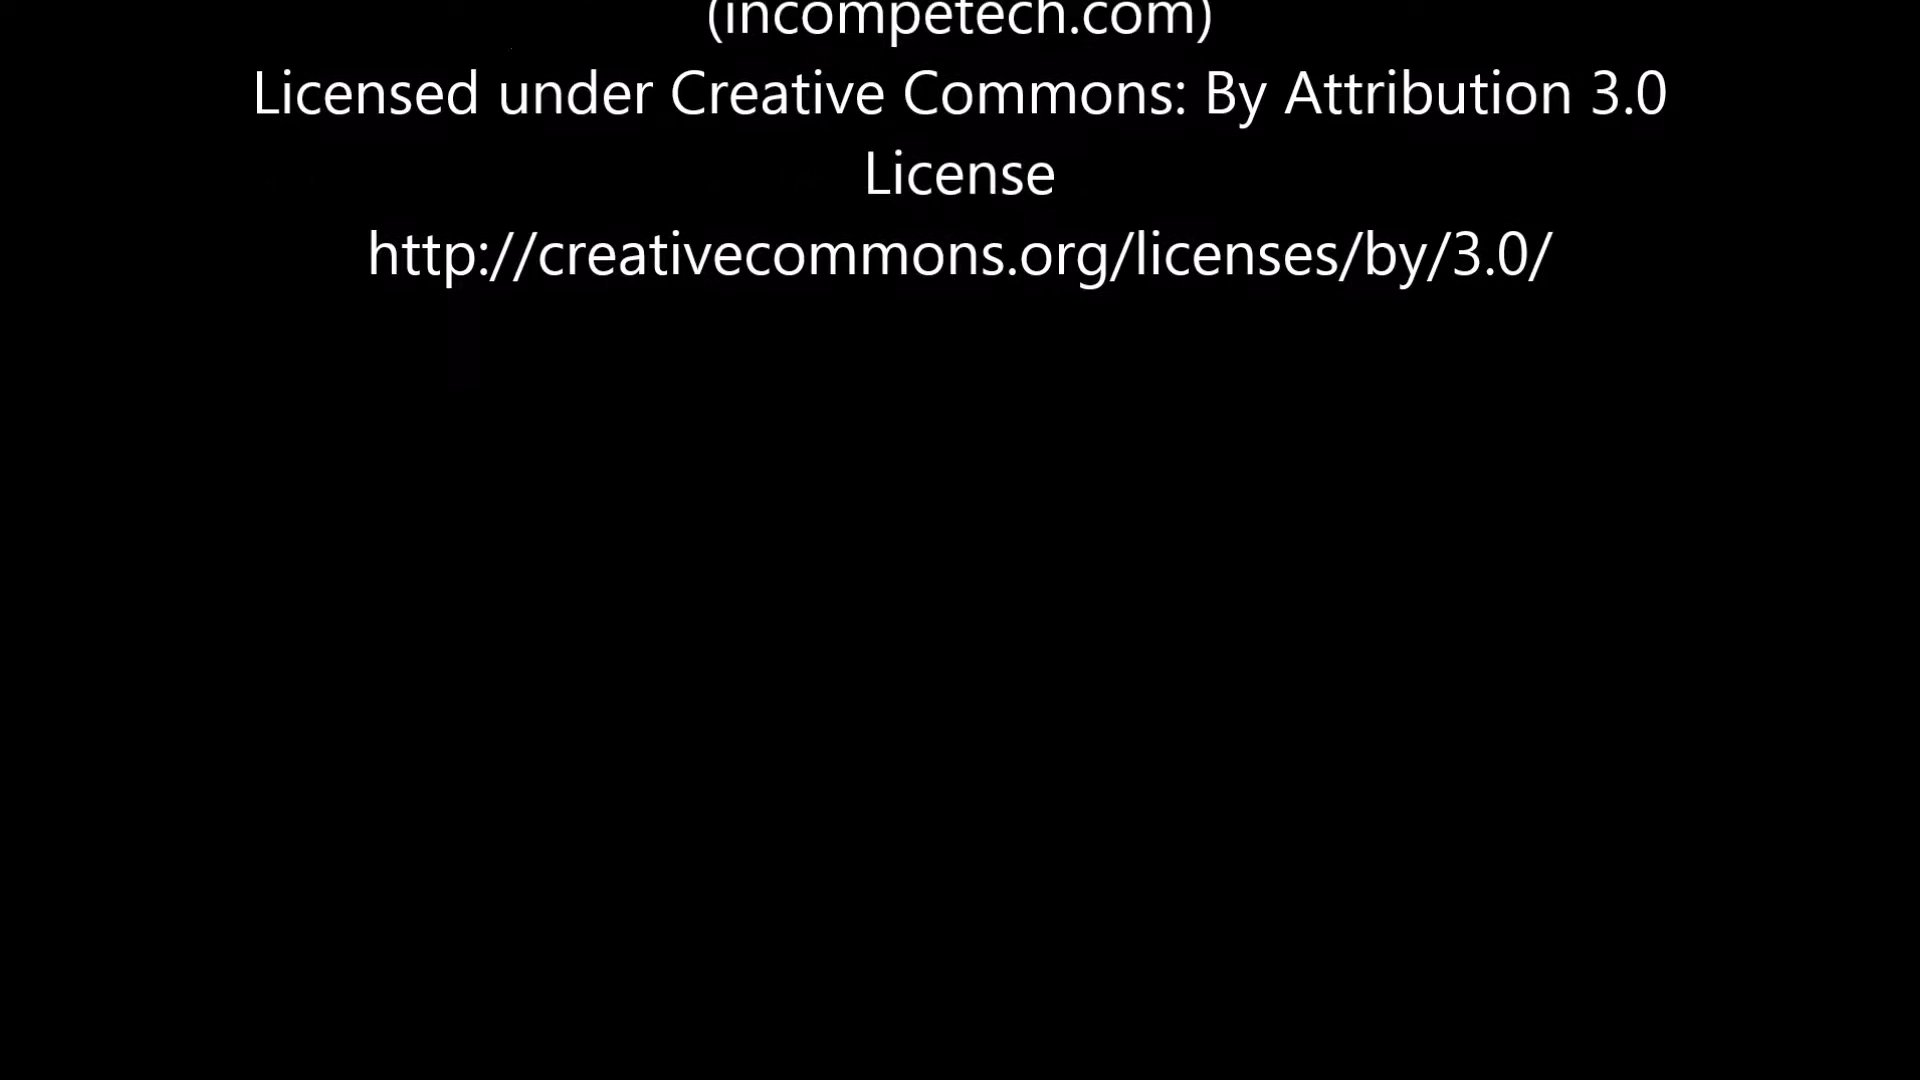 (incompetech.com)
Licensed under Creative Commons: By Attribution 3.0
License
http://creativecommons.org/licenses/by/3.0/